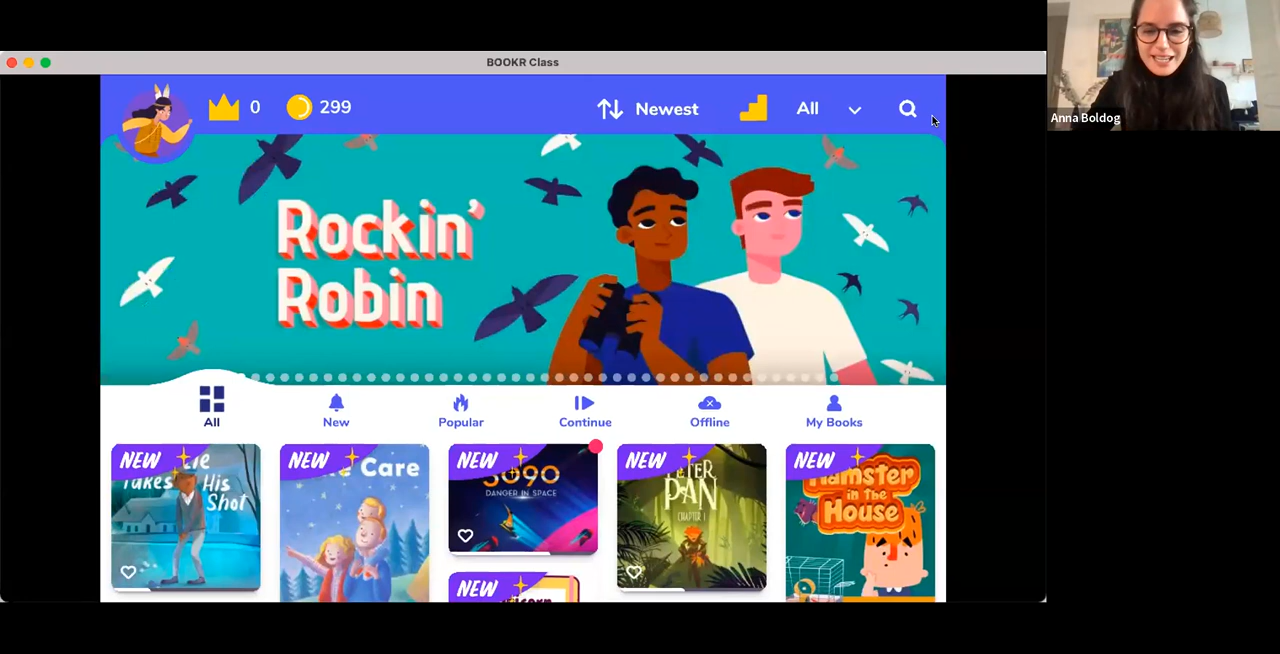 BOOKR Class
Anna Boldog
0
299
Newest
All
Rockin'
Robin
All
New
Popular
Continue
Offline
My Books
NEW
Takes His
Shot
NEW
Care
NEW
3090
DANGER IN SPACE
NEW
PETER
PAN
CHAPTER 1
NEW
Hamster
in the
House
NEW